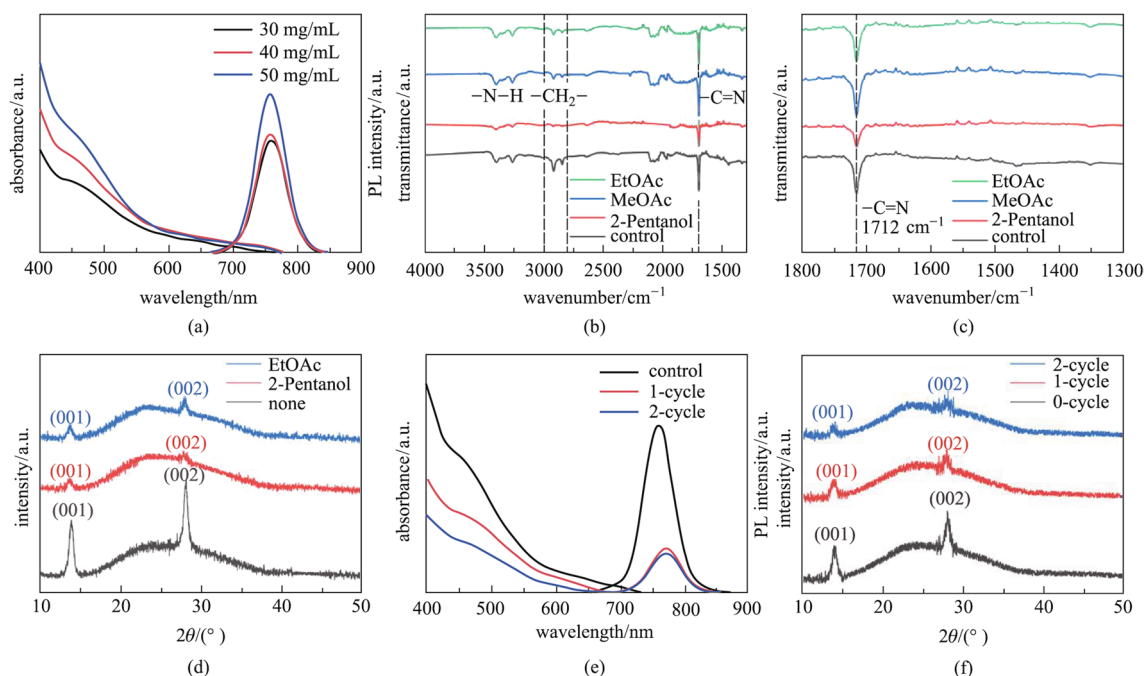 30 mg/mL
40 mg/mL
50 mg/mL
absorbance/a.u.
PL intensity/a.u.
400 500 600 700 800 900
wavelength/nm
(a)
transmittance/a.u.
−N−H −CH2− −C=N
EtOAc
MeOAc
2-Pentanol
control
4000 3500 3000 2500 2000 1500
wavenumber/cm−1
(b)
transmittance/a.u.
−C=N
1712 cm−1
EtOAc
MeOAc
2-Pentanol
control
1800 1700 1600 1500 1400 1300
wavenumber/cm−1
(c)
EtOAc
2-Pentanol
none
(001) (002)
(001) (002)
(001) (002)
intensity/a.u.
10 20 30 40 50
2θ/(° )
(d)
control
1-cycle
2-cycle
absorbance/a.u.
PL intensity/a.u.
400 500 600 700 800 900
wavelength/nm
(e)
2-cycle
1-cycle
0-cycle
(001) (002)
(001) (002)
(001) (002)
intensity/a.u.
10 20 30 40 50
2θ/(° )
(f)